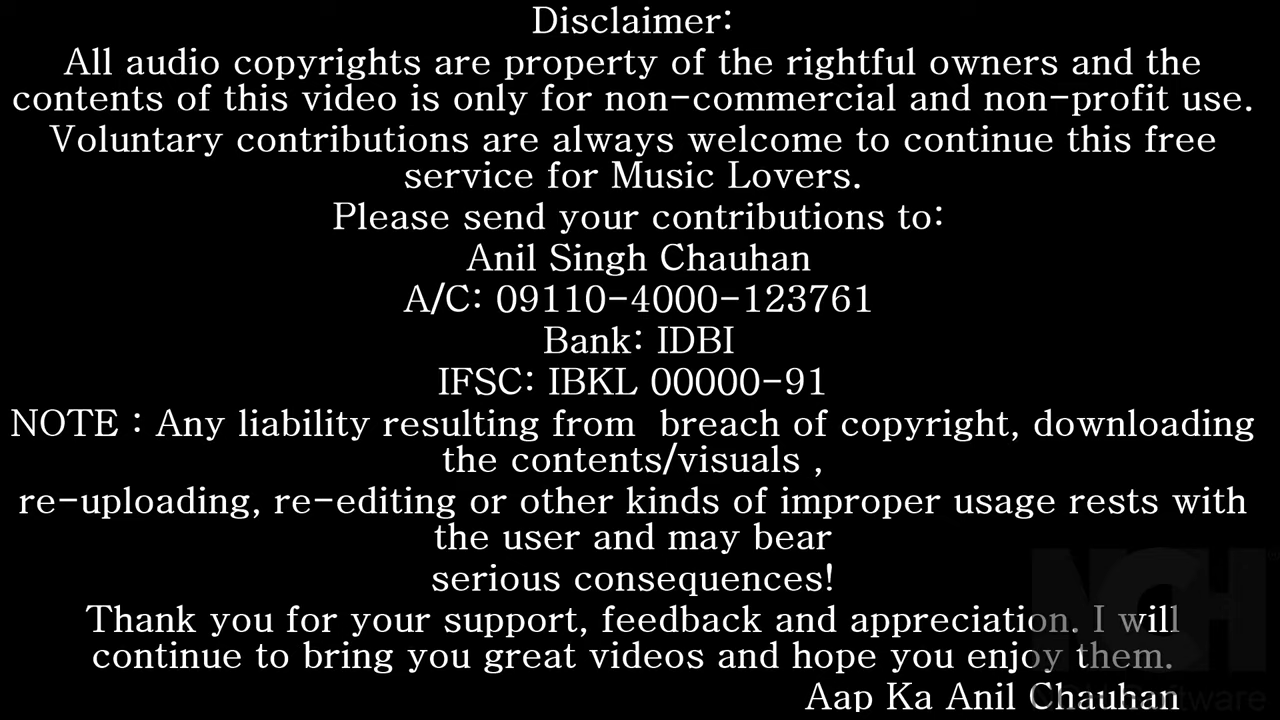 Disclaimer:
All audio copyrights are property of the rightful owners and the
contents of this video is only for non-commercial and non-profit use.
Voluntary contributions are always welcome to continue this free
service for Music Lovers.
Please send your contributions to:
Anil Singh Chauhan
A/C: 09110-4000-123761
Bank: IDBI
IFSC: IBKL 00000-91
NOTE : Any liability resulting from  breach of copyright, downloading
the contents/visuals ,
re-uploading, re-editing or other kinds of improper usage rests with
the user and may bear
serious consequences!
Thank you for your support, feedback and appreciation. I will
continue to bring you great videos and hope you enjoy them.
Aap Ka Anil Chauhan
NCH
NCH Software